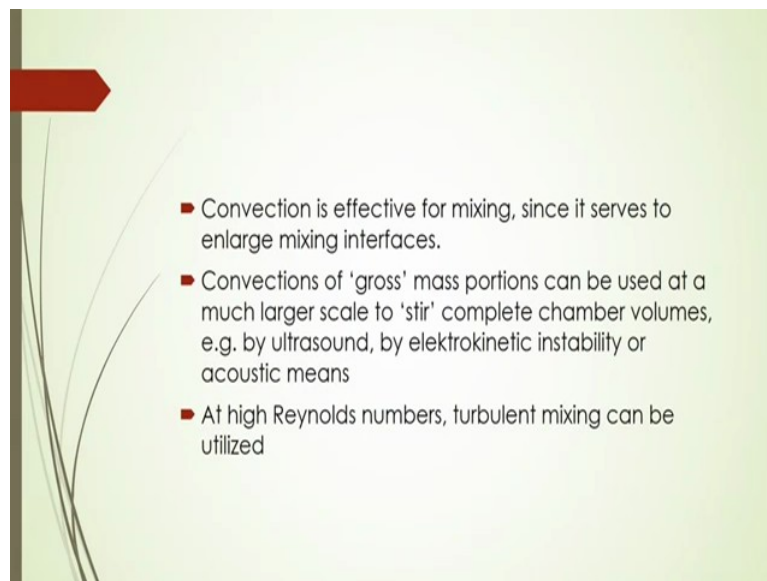 Convection is effective for mixing, since it serves to
enlarge mixing interfaces.
Convections of ‘gross’ mass portions can be used at a
much larger scale to ‘stir’ complete chamber volumes,
e.g. by ultrasound, by elektrokinetic instability or
acoustic means
At high Reynolds numbers, turbulent mixing can be
utilized